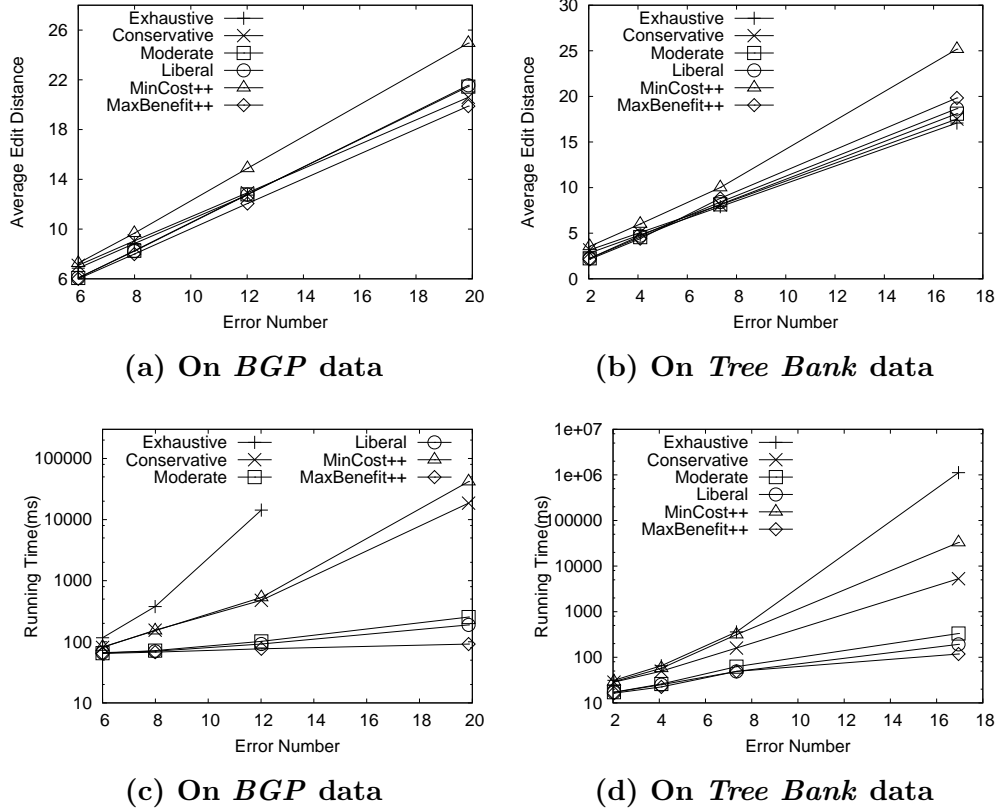 Average Edit Distance
26
22
18
14
10
6
Exhaustive
Conservative
Moderate
Liberal
MinCost++
MaxBenefit++
6 8 10 12 14 16 18 20
Error Number
(a) On BGP data
Average Edit Distance
30
25
20
15
10
5
0
Exhaustive
Conservative
Moderate
Liberal
MinCost++
MaxBenefit++
2 4 6 8 10 12 14 16 18
Error Number
(b) On Tree Bank data
Running Time(ms)
100000
10000
1000
100
10
Exhaustive
Conservative
Moderate
Liberal
MinCost++
MaxBenefit++
6 8 10 12 14 16 18 20
Error Number
(c) On BGP data
Running Time(ms)
1e+07
1e+06
100000
10000
1000
100
10
Exhaustive
Conservative
Moderate
Liberal
MinCost++
MaxBenefit++
2 4 6 8 10 12 14 16 18
Error Number
(d) On Tree Bank data